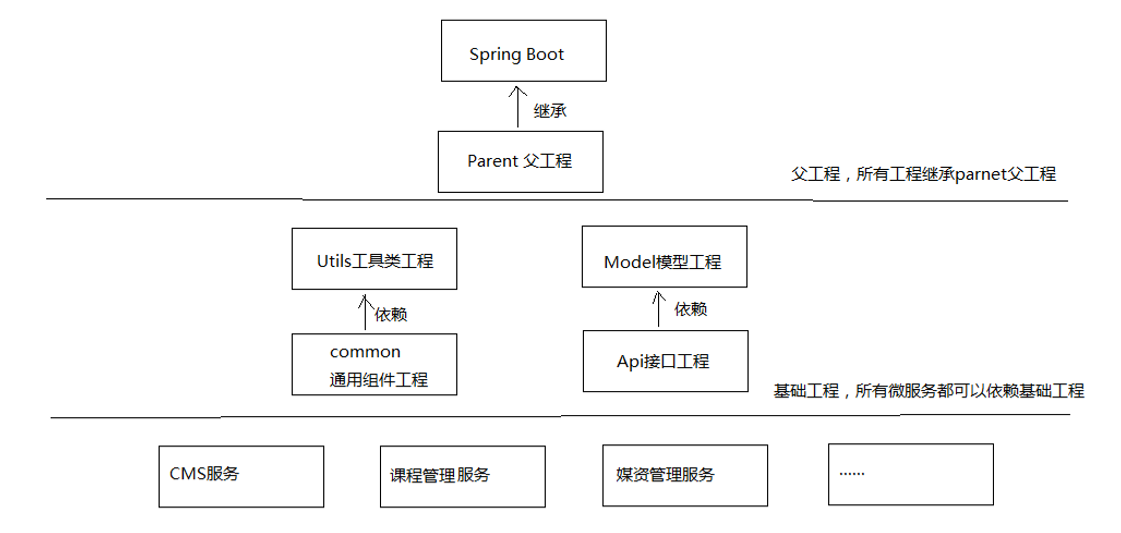 Spring Boot
继承
Parent 父工程
父工程，所有工程继承parnet父工程
Utils工具类工程
Model模型工程
依赖
依赖
common
通用组件工程
Api接口工程
基础工程，所有微服务都可以依赖基础工程
CMS服务
课程管理服务
媒资管理服务
......